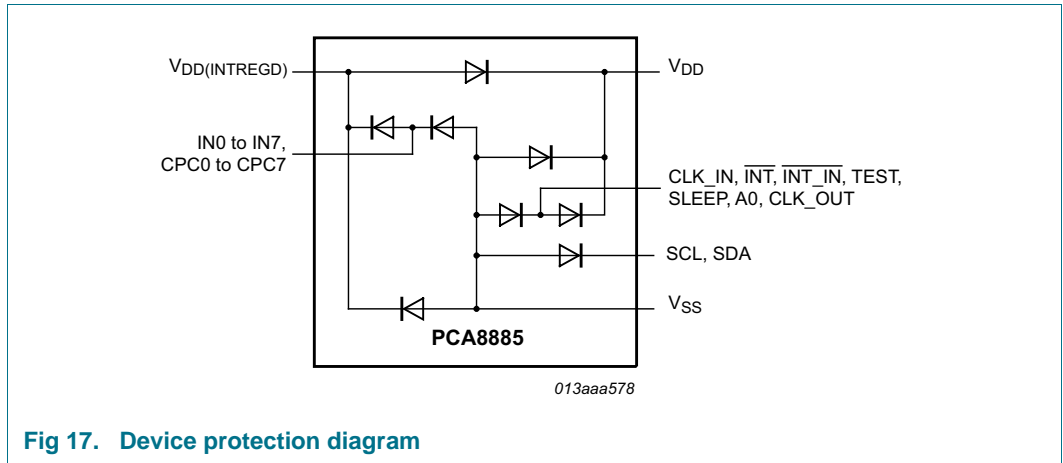 VDD(INTREGD)
VDD
IN0 to IN7,
CPC0 to CPC7
CLK_IN, INT, INT_IN, TEST,
SLEEP, A0, CLK_OUT
SCL, SDA
VSS
PCA8885
013aaa578
Fig 17. Device protection diagram